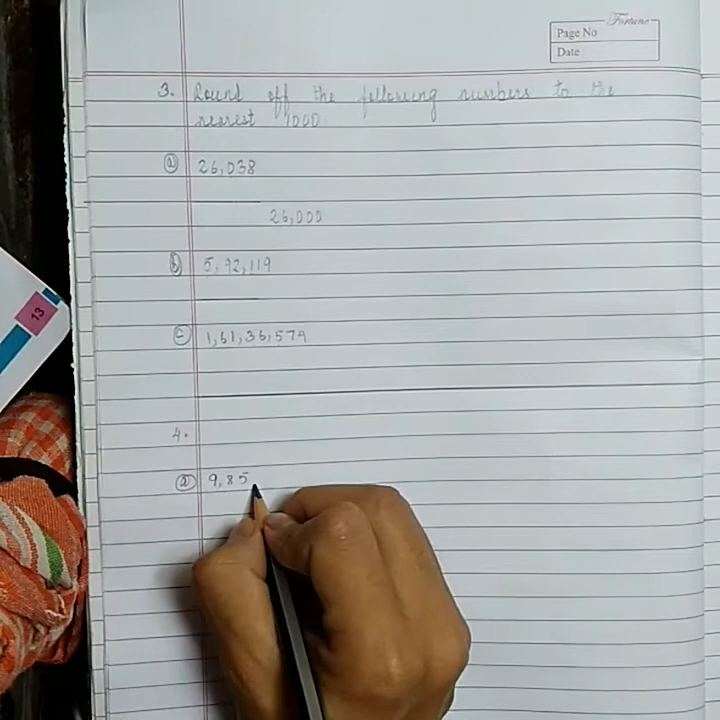 Fortune
Page No
Date
3. Round off the following numbers to the
nearest 1000.
(a) 26,038
26,000
(b) 5,92,119
(c) 1,61,36,574
4.
(a) 9,85
13